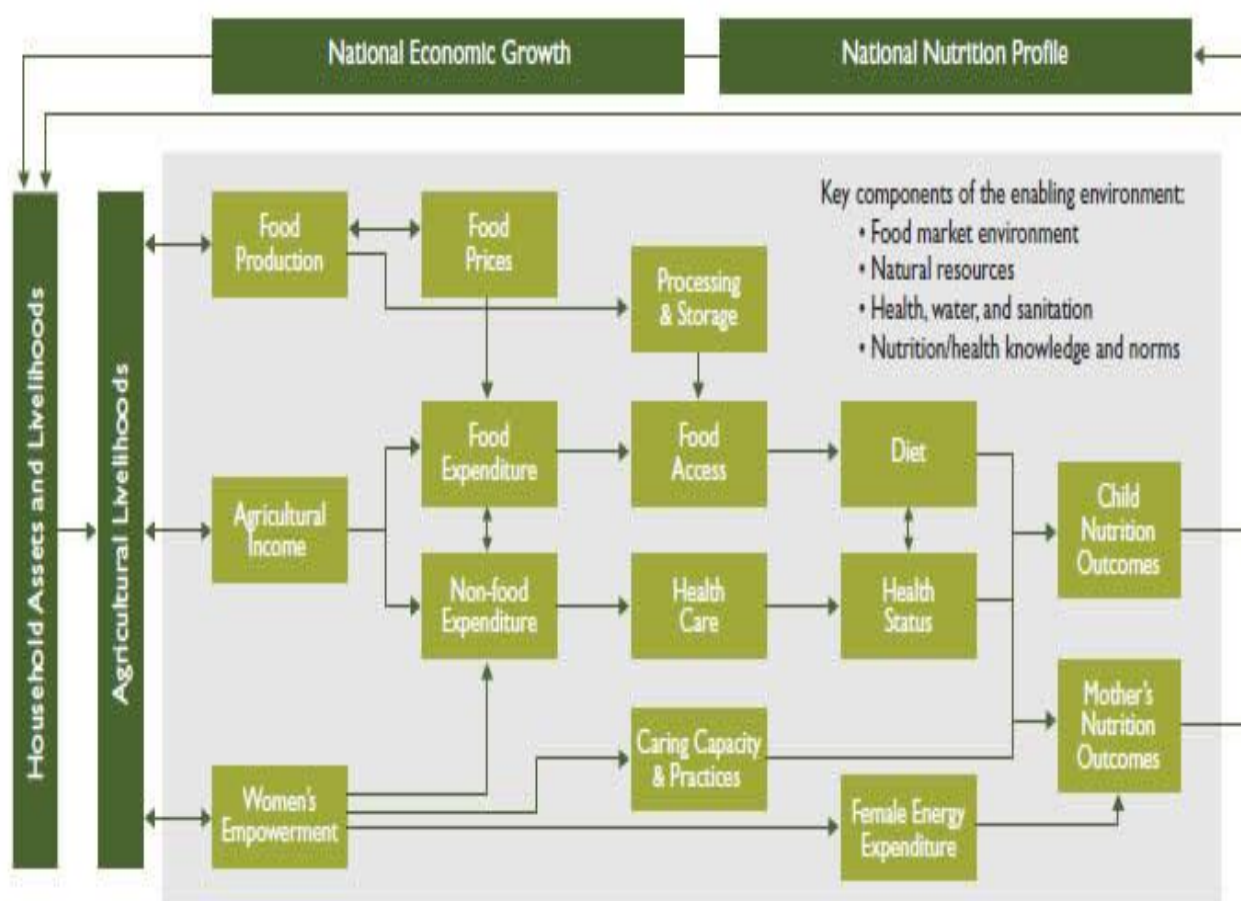 National Economic Growth
National Nutrition Profile
Household Assets and Livelihoods
Agricultural Livelihoods
Key components of the enabling environment:
• Food market environment
• Natural resources
• Health, water, and sanitation
• Nutrition/health knowledge and norms
Food
Production
Food
Prices
Processing
& Storage
Food
Expenditure
Food
Access
Diet
Agricultural
Income
Child
Nutrition
Outcomes
Non-food
Expenditure
Health
Care
Health
Status
Mother's
Nutrition
Outcomes
Caring Capacity
& Practices
Women's
Empowerment
Female Energy
Expenditure